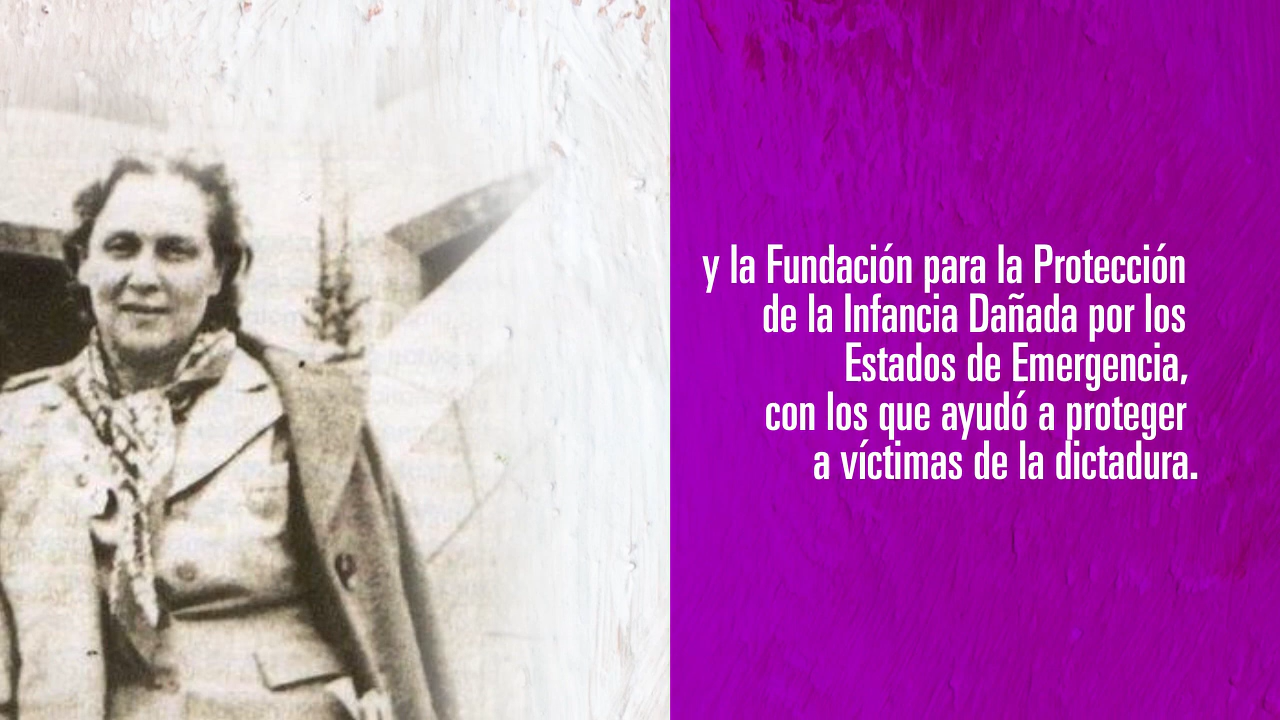 y la Fundación para la Protección
de la Infancia Dañada por los
Estados de Emergencia,
con los que ayudó a proteger
a víctimas de la dictadura.